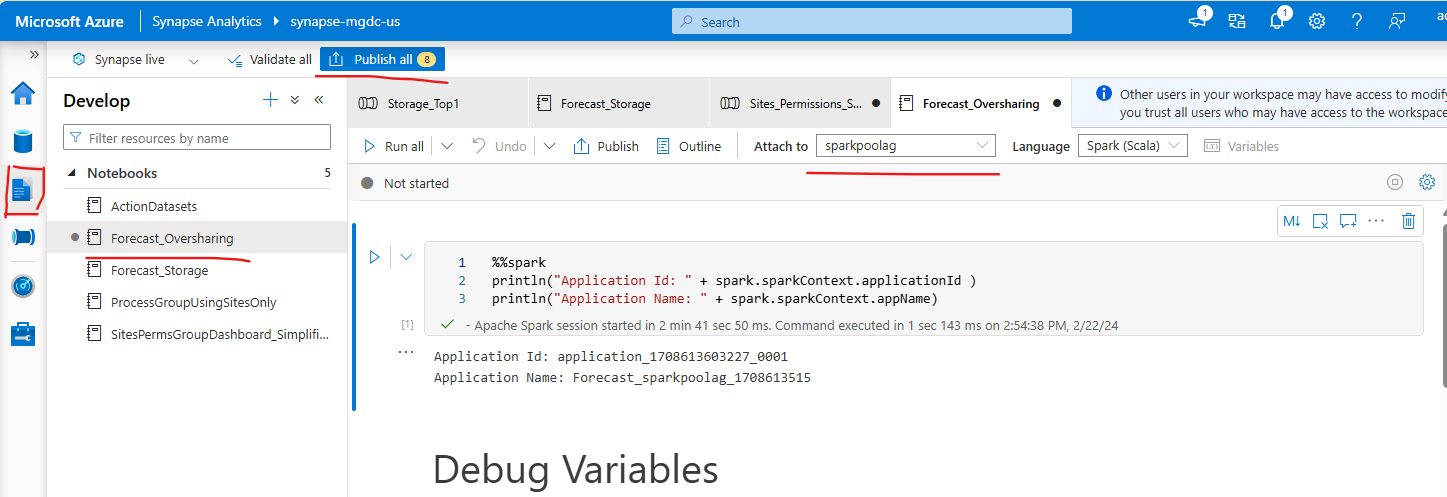 Microsoft Azure Synapse Analytics synapse-mgdc-us Search 1 1
Synapse live Validate all Publish all 8
Develop
Filter resources by name
Notebooks 5
ActionDatasets
Forecast_Oversharing
Forecast_Storage
ProcessGroupUsingSitesOnly
SitesPermsGroupDashboard_Simplifi...
Storage_Top1 Forecast_Storage Sites_Permissions_S... Forecast_Oversharing
Other users in your workspace may have access to modify
you trust all users who may have access to the workspace
Run all Undo Publish Outline Attach to sparkpoolag Language Spark (Scala) Variables
Not started
M↓
1 %%spark
2 println("Application Id: " + spark.sparkContext.applicationId )
3 println("Application Name: " + spark.sparkContext.appName)
[1] - Apache Spark session started in 2 min 41 sec 50 ms. Command executed in 1 sec 143 ms on 2:54:38 PM, 2/22/24
Application Id: application_1708613603227_0001
Application Name: Forecast_sparkpoolag_1708613515
Debug Variables